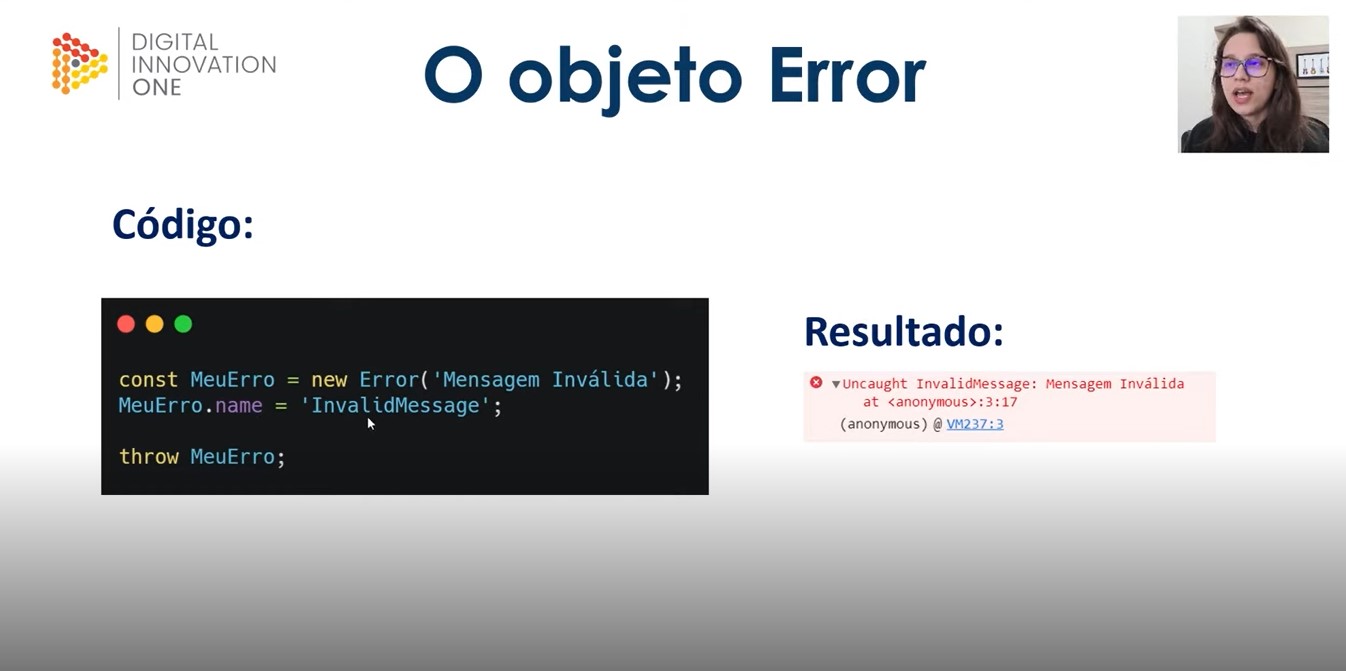 DIGITAL
INNOVATION
ONE
O objeto Error
Código:
const MeuErro = new Error('Mensagem Inválida');
MeuErro.name = 'InvalidMessage';
throw MeuErro;
Resultado:
Uncaught InvalidMessage: Mensagem Inválida
at <anonymous>:3:17
(anonymous) @ VM237:3